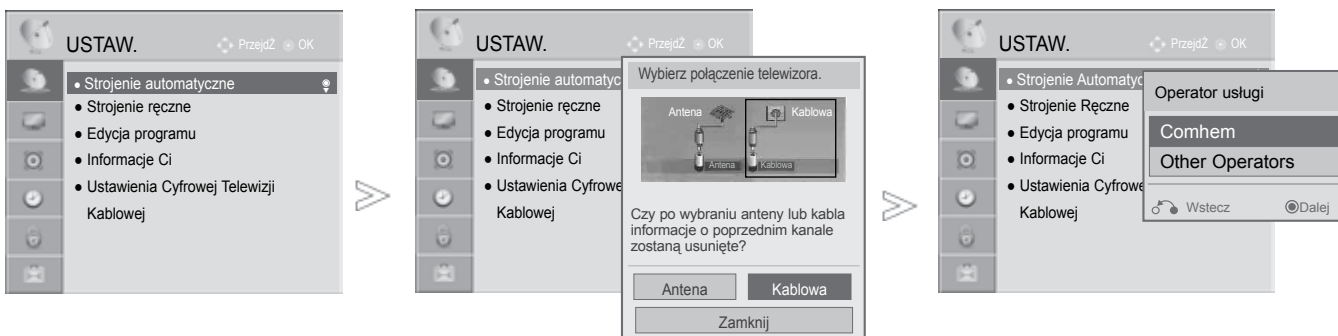 USTAW.
PrzejdŹ OK
• Strojenie automatyczne
• Strojenie ręczne
• Edycja programu
• Informacje Ci
• Ustawienia Cyfrowej Telewizji
Kablowej
USTAW.
PrzejdŹ OK
• Strojenie automatyc
• Strojenie ręczne
• Edycja programu
• Informacje Ci
• Ustawienia Cyfrowe
Kablowej
Wybierz połączenie telewizora.
Antena Kablowa
Antena Kablowa
Czy po wybraniu anteny lub kabla
informacje o poprzednim kanale
zostaną usunięte?
Antena Kablowa
Zamknij
USTAW.
PrzejdŹ OK
• Strojenie Automatyc
• Strojenie Ręczne
• Edycja programu
• Informacje Ci
• Ustawienia Cyfrowe
Kablowej
Operator usługi
Comhem
Other Operators
Wstecz Dalej